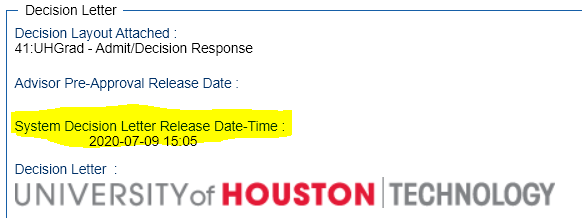 Decision Letter
Decision Layout Attached :
41:UHGrad - Admit/Decision Response
Advisor Pre-Approval Release Date :
System Decision Letter Release Date-Time :
2020-07-09 15:05
Decision Letter :
UNIVERSITY of HOUSTON | TECHNOLOGY